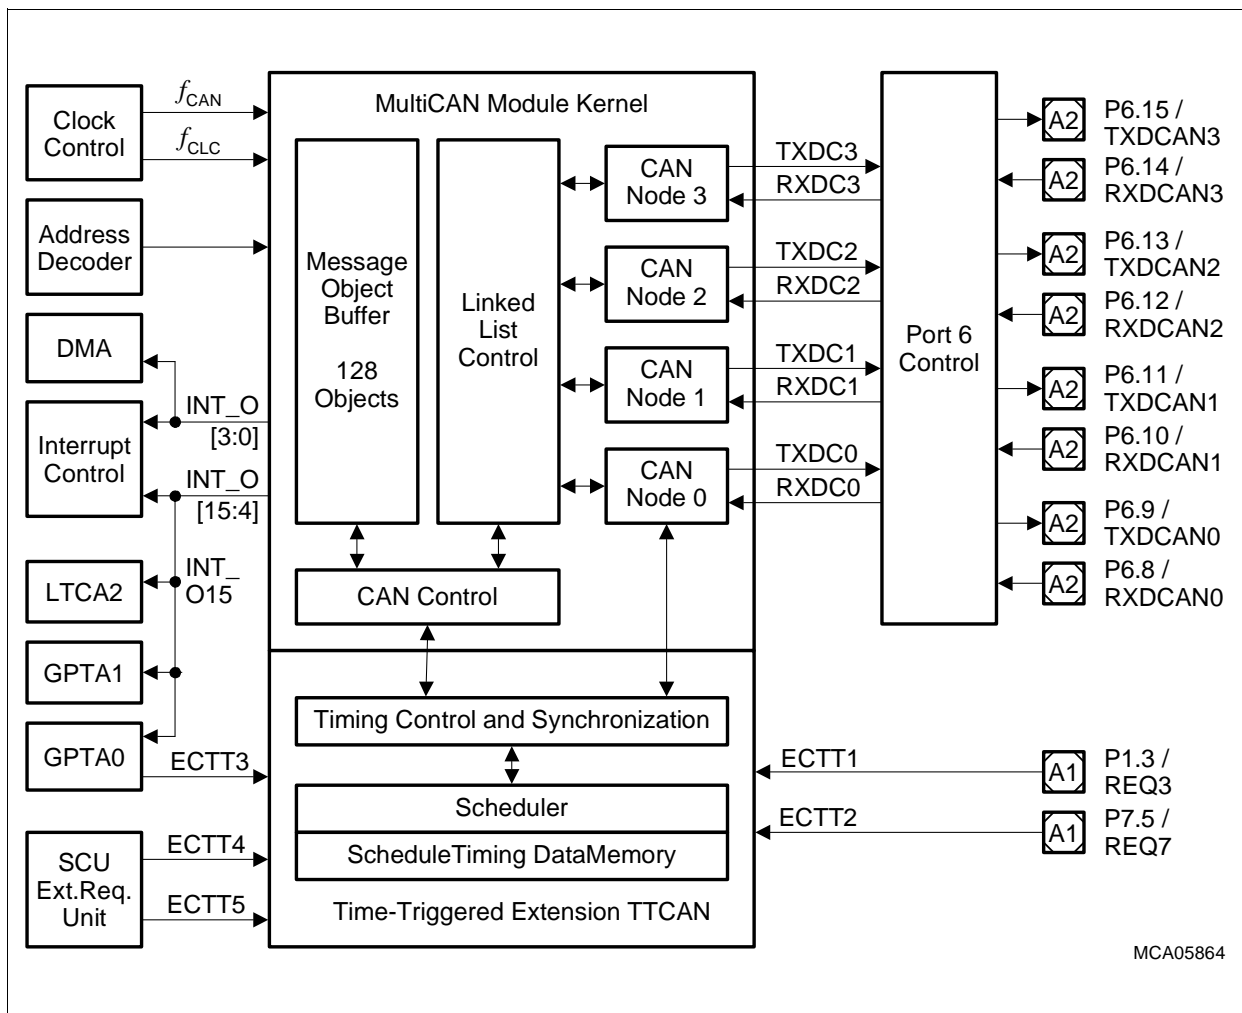 Clock
Control
fCAN
fCLC
Address
Decoder
DMA
Interrupt
Control
INT_O
[3:0]
INT_O
[15:4]
LTCA2
INT_
O15
GPTA1
GPTA0
ECTT3
SCU
Ext.Req.
Unit
ECTT4
ECTT5
MultiCAN Module Kernel
Message
Object
Buffer
128
Objects
Linked
List
Control
CAN
Node 3
CAN
Node 2
CAN
Node 1
CAN
Node 0
CAN Control
Timing Control and Synchronization
Scheduler
ScheduleTiming DataMemory
Time-Triggered Extension TTCAN
TXDC3
RXDC3
TXDC2
RXDC2
TXDC1
RXDC1
TXDC0
RXDC0
Port 6
Control
ECTT1
ECTT2
A2
P6.15 /
TXDCAN3
A2
P6.14 /
RXDCAN3
A2
P6.13 /
TXDCAN2
A2
P6.12 /
RXDCAN2
A2
P6.11 /
TXDCAN1
A2
P6.10 /
RXDCAN1
A2
P6.9 /
TXDCAN0
A2
P6.8 /
RXDCAN0
A1
P1.3 /
REQ3
A1
P7.5 /
REQ7
MCA05864